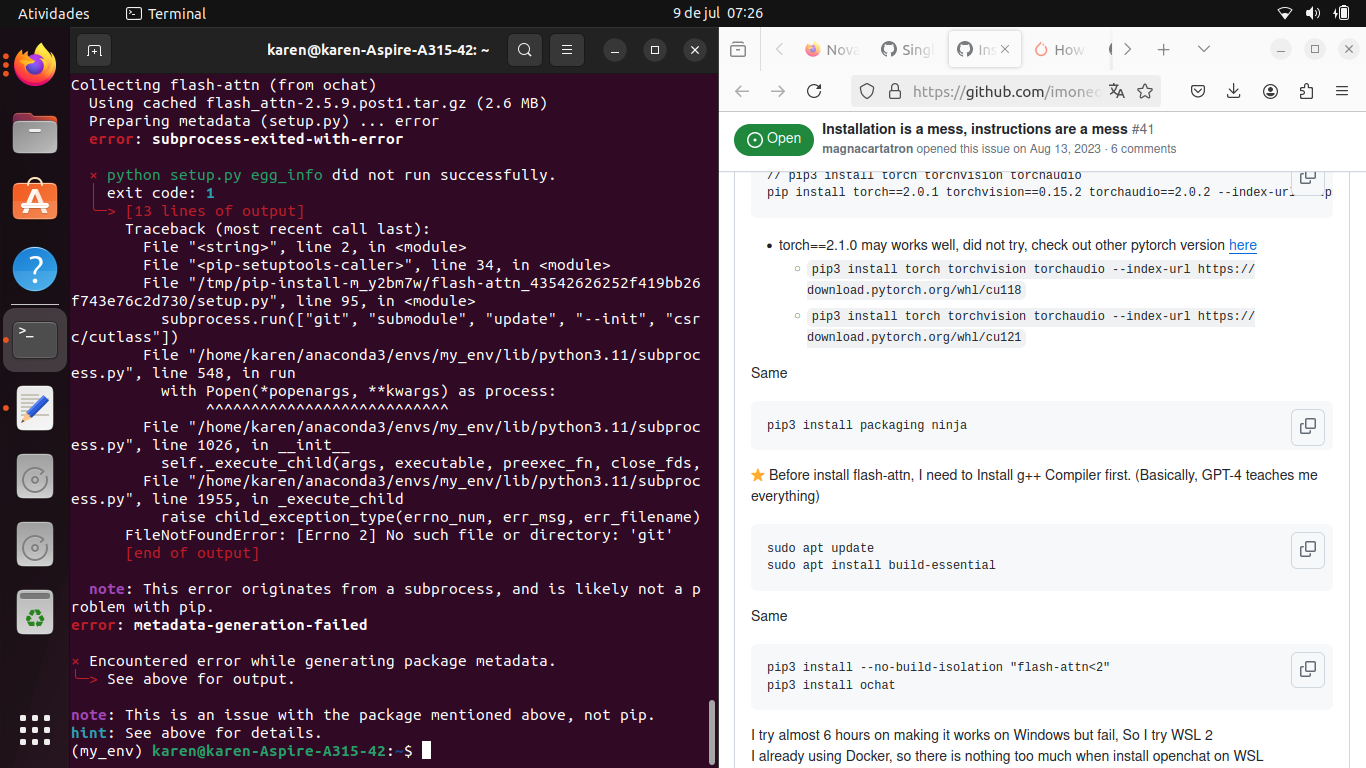 Atividades
Terminal
9 de jul 07:26
karen@karen-Aspire-A315-42: ~
Collecting flash-attn (from ochat)
  Using cached flash_attn-2.5.9.post1.tar.gz (2.6 MB)
  Preparing metadata (setup.py) ... error
  error: subprocess-exited-with-error

  × python setup.py egg_info did not run successfully.
  │ exit code: 1
  ╰─> [13 lines of output]
      Traceback (most recent call last):
        File "<string>", line 2, in <module>
        File "<pip-setuptools-caller>", line 34, in <module>
        File "/tmp/pip-install-m_y2bm7w/flash-attn_43542626252f419bb26
f743e76c2d730/setup.py", line 95, in <module>
          subprocess.run(["git", "submodule", "update", "--init", "csr
c/cutlass"])
        File "/home/karen/anaconda3/envs/my_env/lib/python3.11/subproc
ess.py", line 548, in run
          with Popen(*popenargs, **kwargs) as process:
               ^^^^^^^^^^^^^^^^^^^^^^^^^^^
        File "/home/karen/anaconda3/envs/my_env/lib/python3.11/subproc
ess.py", line 1026, in __init__
          self._execute_child(args, executable, preexec_fn, close_fds,
        File "/home/karen/anaconda3/envs/my_env/lib/python3.11/subproc
ess.py", line 1955, in _execute_child
          raise child_exception_type(errno_num, err_msg, err_filename)
      FileNotFoundError: [Errno 2] No such file or directory: 'git'
      [end of output]

  note: This error originates from a subprocess, and is likely not a p
roblem with pip.
error: metadata-generation-failed

× Encountered error while generating package metadata.
╰─> See above for output.

note: This is an issue with the package mentioned above, not pip.
hint: See above for details.
(my_env) karen@karen-Aspire-A315-42:~$
Nova
Sing
Ins
How
https://github.com/imone
Open
Installation is a mess, instructions are a mess #41
magnacartatron opened this issue on Aug 13, 2023 · 6 comments
// pip3 install torch torchvision torchaudio
pip install torch==2.0.1 torchvision==0.15.2 torchaudio==2.0.2 --index-url
• torch==2.1.0 may works well, did not try, check out other pytorch version here
○ pip3 install torch torchvision torchaudio --index-url https://
download.pytorch.org/whl/cu118
○ pip3 install torch torchvision torchaudio --index-url https://
download.pytorch.org/whl/cu121
Same
pip3 install packaging ninja
⭐ Before install flash-attn, I need to Install g++ Compiler first. (Basically, GPT-4 teaches me
everything)
sudo apt update
sudo apt install build-essential
Same
pip3 install --no-build-isolation "flash-attn<2"
pip3 install ochat
I try almost 6 hours on making it works on Windows but fail, So I try WSL 2
I already using Docker, so there is nothing too much when install openchat on WSL